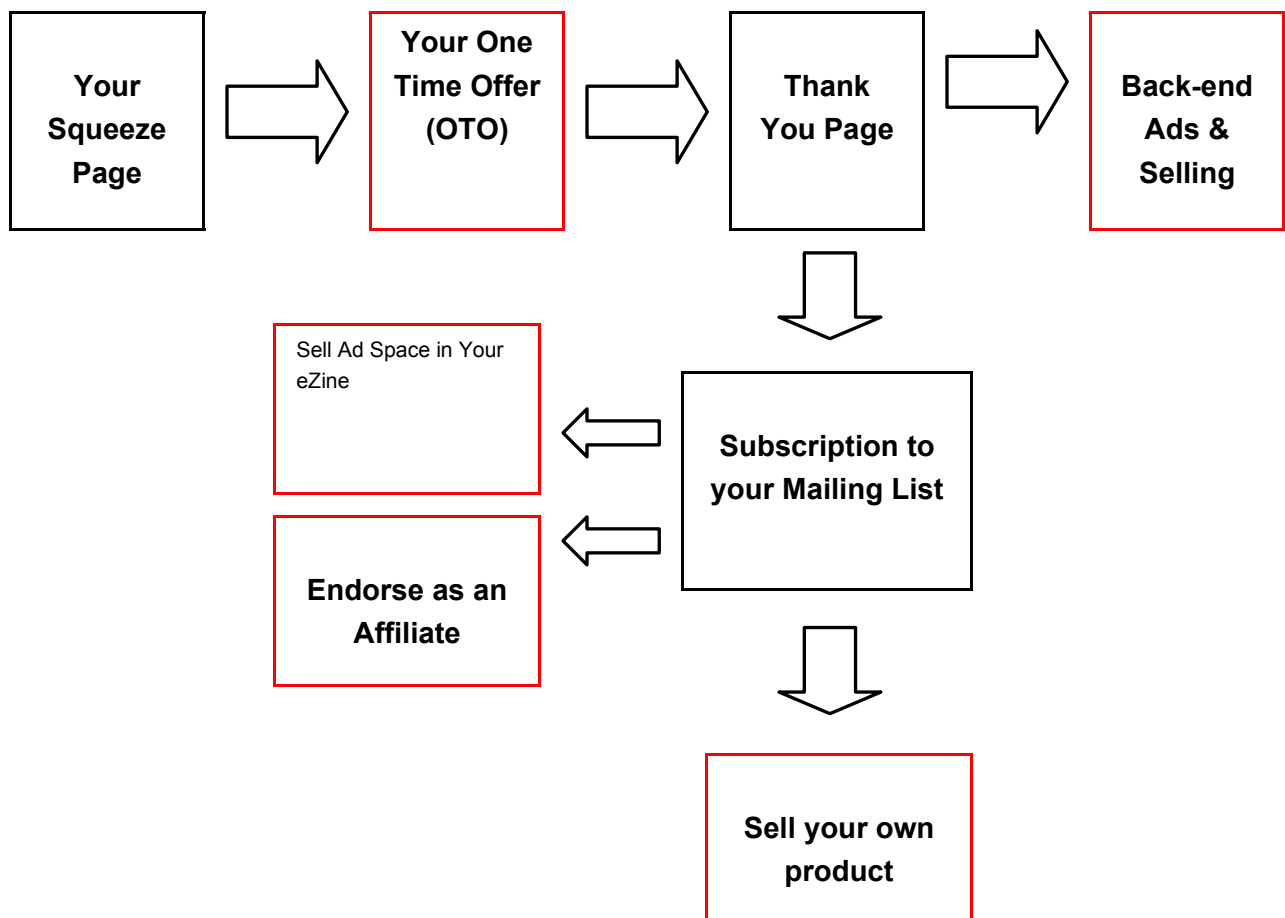 Your
Squeeze
Page
Your One
Time Offer
(OTO)
Thank
You Page
Back-end
Ads &
Selling
Sell Ad Space in Your
eZine
Subscription to
your Mailing List
Endorse as an
Affiliate
Sell your own
product